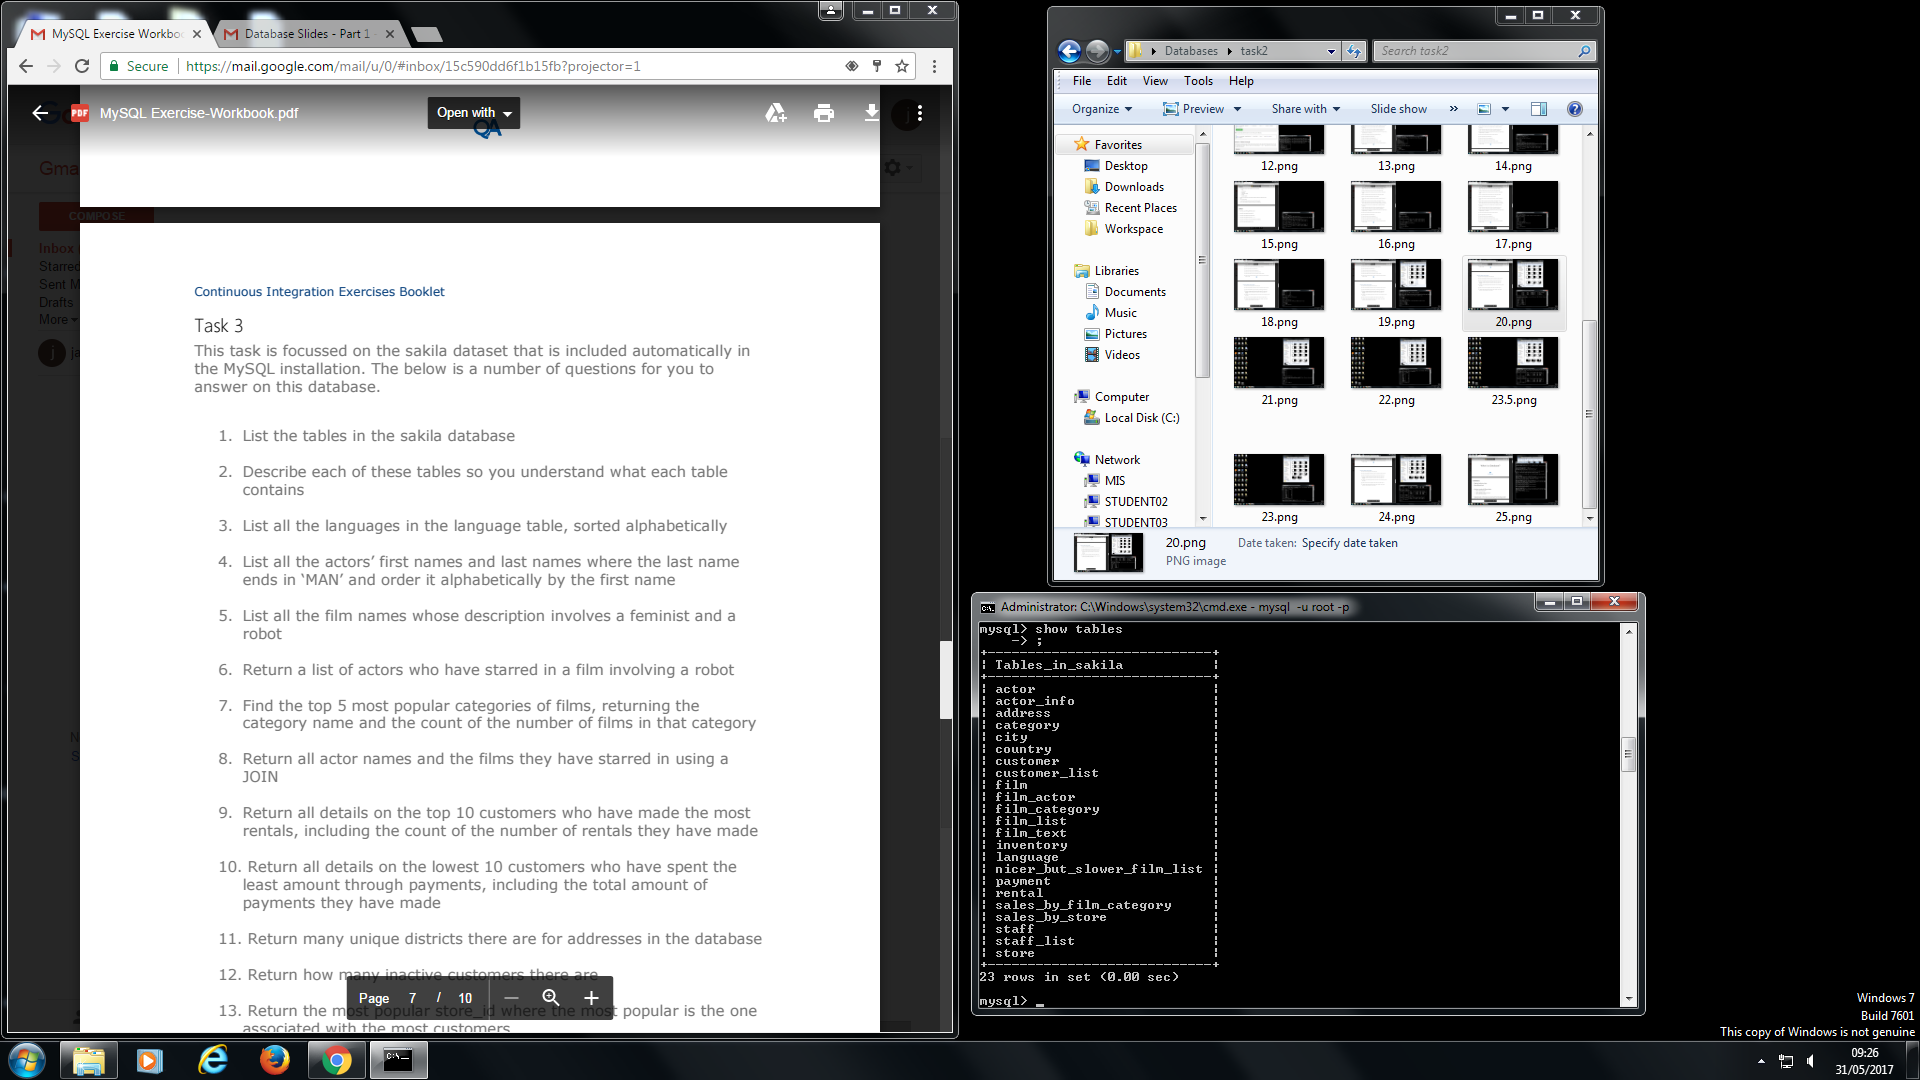 MySQL Exercise Workbo
Database Slides - Part 1
Secure
https://mail.google.com/mail/u/0/#inbox/15c590dd6f1b15fb?projector=1
PDF
MySQL Exercise-Workbook.pdf
Open with
j
QA
COMPOSE
Inbox
Starred
Sent M
Drafts
More
j
Continuous Integration Exercises Booklet
Task 3
This task is focussed on the sakila dataset that is included automatically in
the MySQL installation. The below is a number of questions for you to
answer on this database.
1. List the tables in the sakila database
2. Describe each of these tables so you understand what each table
contains
3. List all the languages in the language table, sorted alphabetically
4. List all the actors’ first names and last names where the last name
ends in ‘MAN’ and order it alphabetically by the first name
5. List all the film names whose description involves a feminist and a
robot
6. Return a list of actors who have starred in a film involving a robot
7. Find the top 5 most popular categories of films, returning the
category name and the count of the number of films in that category
8. Return all actor names and the films they have starred in using a
JOIN
9. Return all details on the top 10 customers who have made the most
rentals, including the count of the number of rentals they have made
10. Return all details on the lowest 10 customers who have spent the
least amount through payments, including the total amount of
payments they have made
11. Return many unique districts there are for addresses in the database
12. Return how many inactive customers there are
13. Return the most popular store_id where the most popular is the one
associated with the most customers
Page 7 / 10
Databases
task2
Search task2
File Edit View Tools Help
Organize
Preview
Share with
Slide show
»
Favorites
Desktop
Downloads
Recent Places
Workspace
Libraries
Documents
Music
Pictures
Videos
Computer
Local Disk (C:)
Network
MIS
STUDENT02
STUDENT03
12.png 13.png 14.png
15.png 16.png 17.png
18.png 19.png 20.png
21.png 22.png 23.5.png
23.png 24.png 25.png
20.png Date taken: Specify date taken
PNG image
Administrator: C:\Windows\system32\cmd.exe - mysql -u root -p
mysql> show tables
-> ;
Tables_in_sakila
actor
actor_info
address
category
city
country
customer
customer_list
film
film_actor
film_category
film_list
film_text
inventory
language
nicer_but_slower_film_list
payment
rental
sales_by_film_category
sales_by_store
staff
staff_list
store
23 rows in set (0.00 sec)
mysql> _
Windows 7
Build 7601
This copy of Windows is not genuine
09:26
31/05/2017